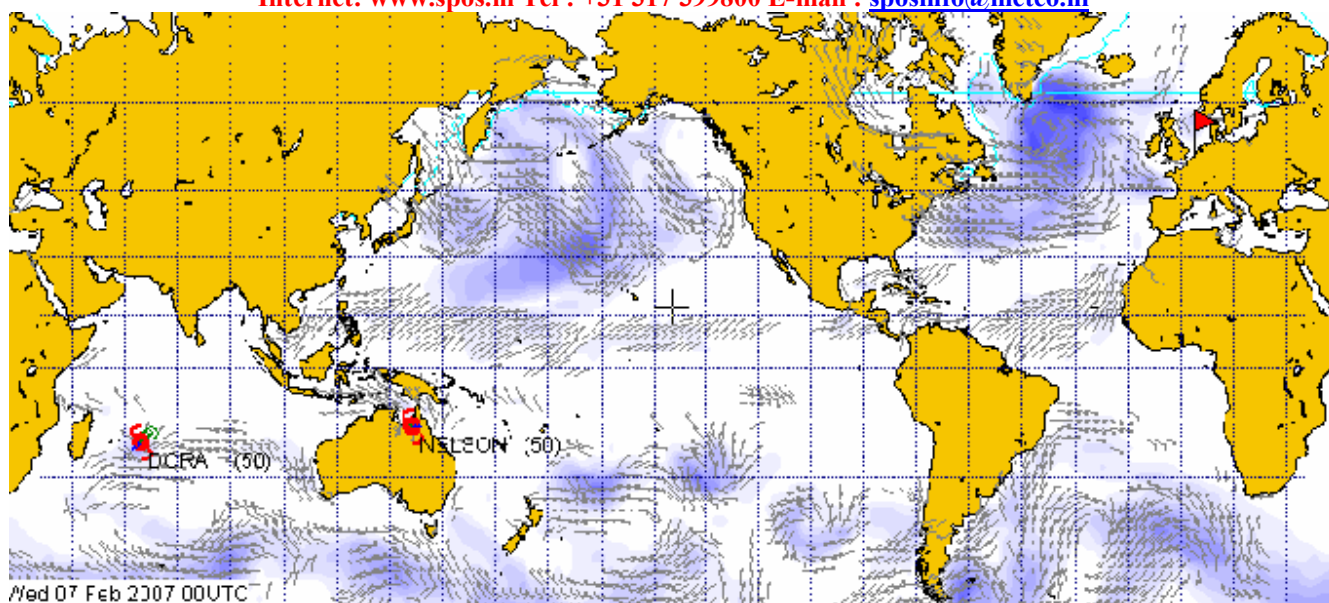 Internet: www.spos.nl Tel : +31 317 399800 E-mail : sposinfo@meteo.nl
DORA (50)
NELSON (50)
Wed 07 Feb 2007 00UTC